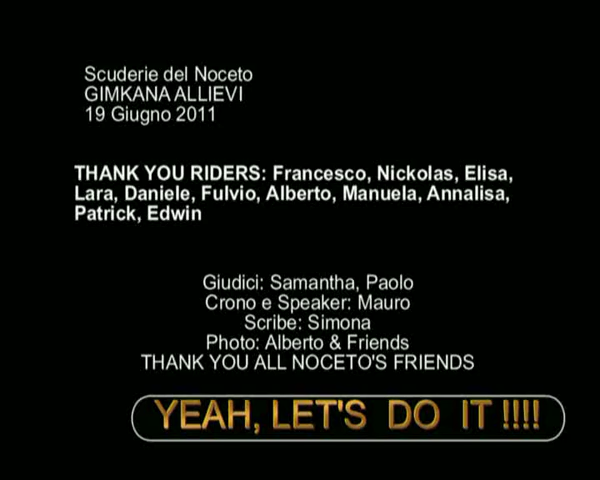 Scuderie del Noceto
GIMKANA ALLIEVI
19 Giugno 2011
THANK YOU RIDERS: Francesco, Nickolas, Elisa,
Lara, Daniele, Fulvio, Alberto, Manuela, Annalisa,
Patrick, Edwin
Giudici: Samantha, Paolo
Crono e Speaker: Mauro
Scribe: Simona
Photo: Alberto & Friends
THANK YOU ALL NOCETO'S FRIENDS
YEAH, LET'S DO IT !!!!